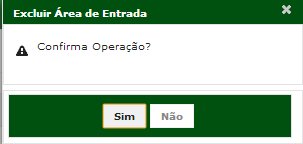 Excluir Área de Entrada
Confirma Operação?
Sim Não